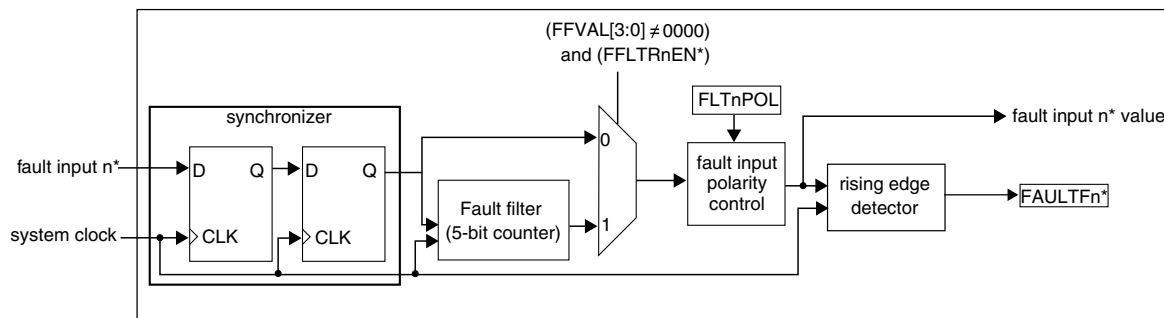 (FFVAL[3:0] ≠ 0000)
and (FFLTRnEN*)
FLTnPOL
synchronizer
fault input n* value
0
fault input n*
D
Q
D
Q
fault input
polarity
control
rising edge
detector
FAULTFn*
Fault filter
(5-bit counter)
1
system clock
CLK
CLK